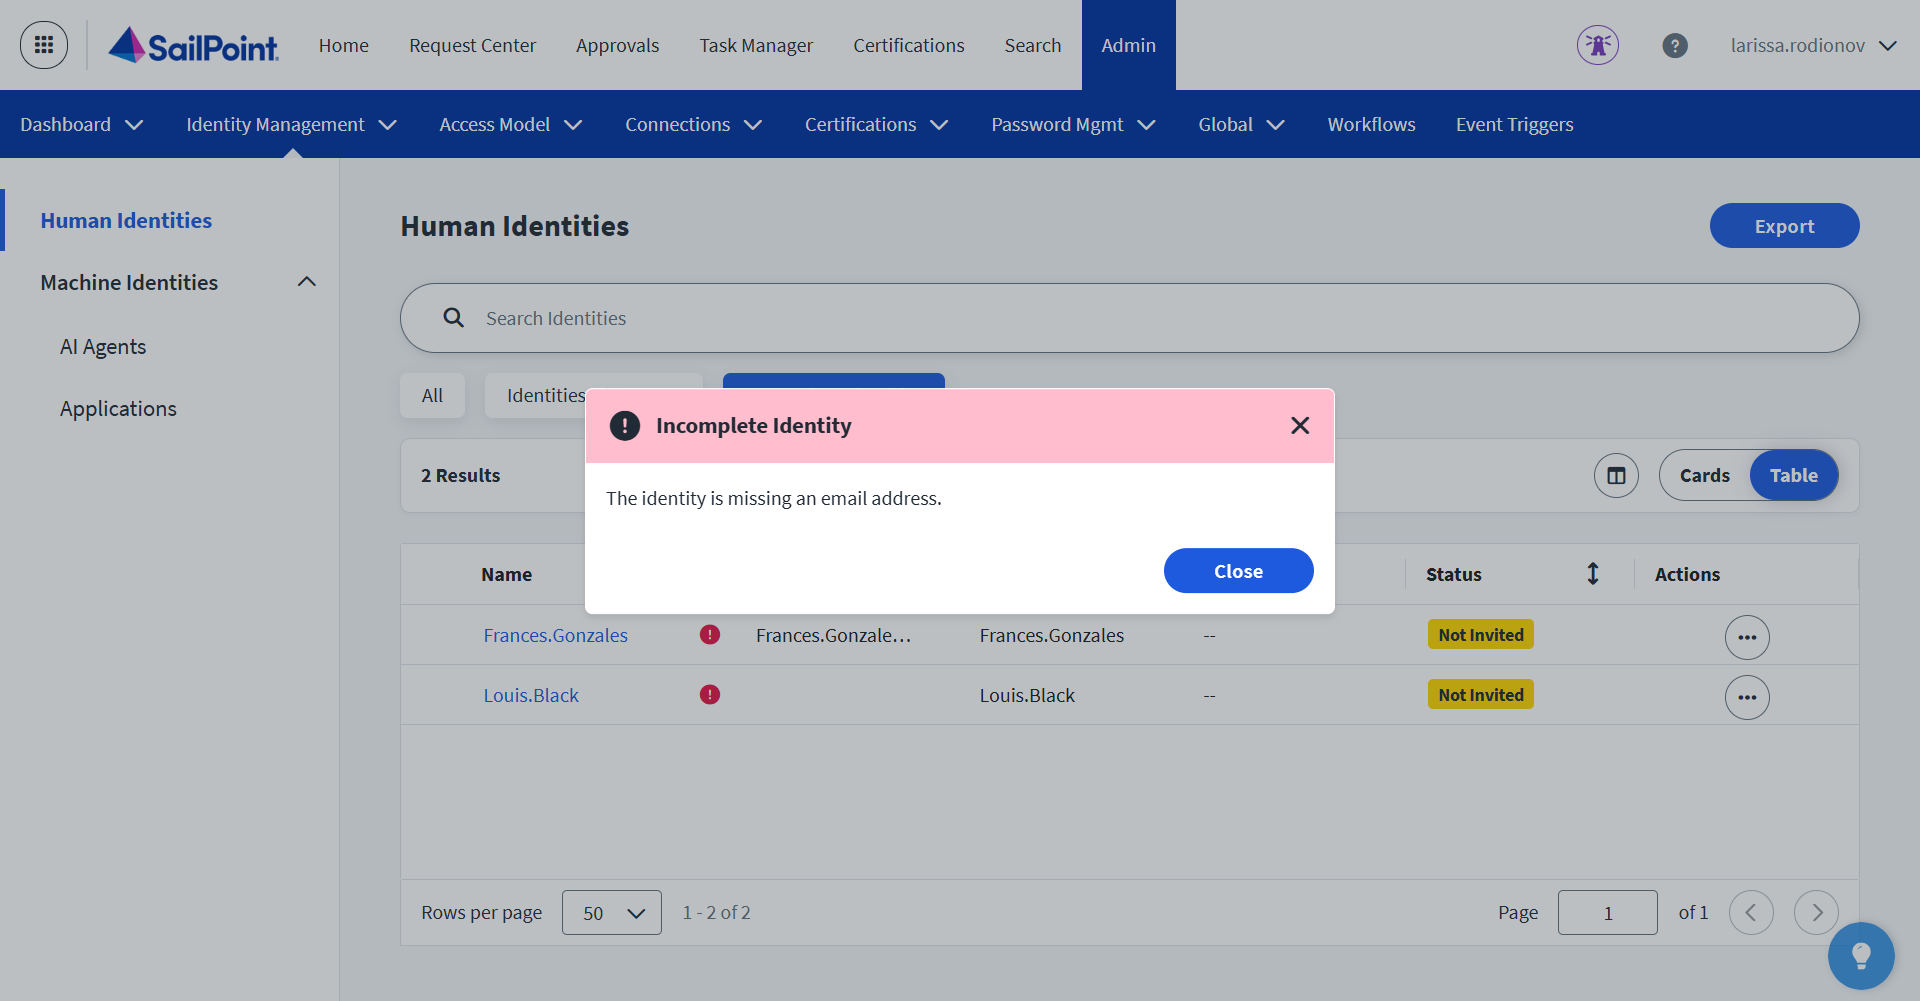 SailPoint
Home
Request Center
Approvals
Task Manager
Certifications
Search
Admin
larissa.rodionov
Dashboard
Identity Management
Access Model
Connections
Certifications
Password Mgmt
Global
Workflows
Event Triggers
Human Identities
Machine Identities
AI Agents
Applications
Human Identities
Export
Search Identities
All
Identities
Incomplete Identity
The identity is missing an email address.
Close
2 Results
Cards
Table
Name
Status
Actions
Frances.Gonzales
Frances.Gonzale...
Frances.Gonzales
--
Not Invited
Louis.Black
Louis.Black
--
Not Invited
Rows per page
50
1 - 2 of 2
Page
1
of 1